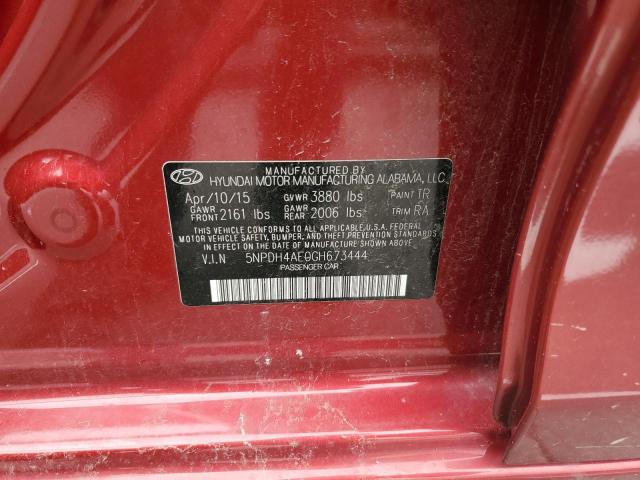 MANUFACTURED BY
HYUNDAI MOTOR MANUFACTURING ALABAMA, LLC.
Apr/10/15 GVWR 3880 lbs PAINT TR
GAWR 2161 lbs GAWR REAR 2006 lbs TRIM RA
THIS VEHICLE CONFORMS TO ALL APPLICABLE U.S.A FEDERAL
MOTOR VEHICLE SAFETY, BUMPER, AND THEFT PREVENTION STANDARDS
IN EFFECT ON THE DATE OF MANUFACTURE SHOWN ABOVE.
V.I.N 5NPDH4AE0GH673444
PASSENGER CAR